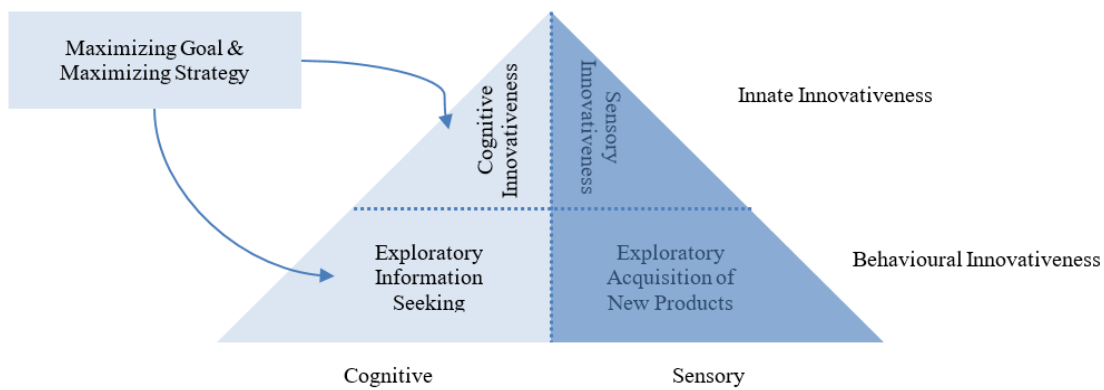 Maximizing Goal &
Maximizing Strategy
Cognitive
Innovativeness
Sensory
Innovativeness
Innate Innovativeness
Exploratory
Information
Seeking
Exploratory
Acquisition of
New Products
Behavioural Innovativeness
Cognitive
Sensory